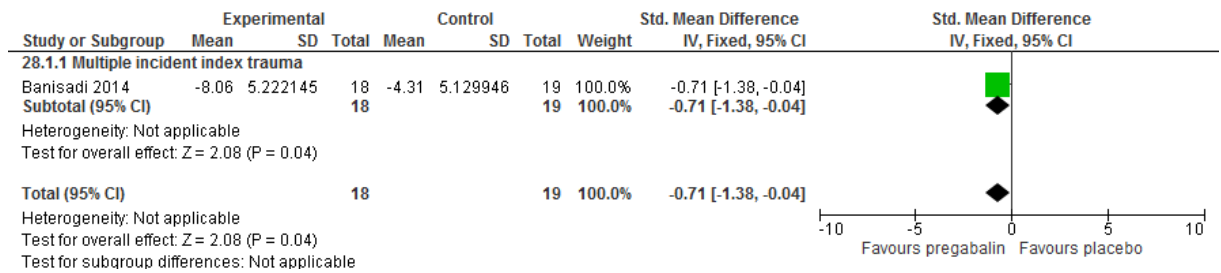 Experimental Control Std. Mean Difference Std. Mean Difference
Study or Subgroup Mean SD Total Mean SD Total Weight IV, Fixed, 95% CI IV, Fixed, 95% CI
28.1.1 Multiple incident index trauma
Banisadi 2014 -8.06 5.222145 18 -4.31 5.129946 19 100.0% -0.71 [-1.38, -0.04]
Subtotal (95% CI) 18 19 100.0% -0.71 [-1.38, -0.04]
Heterogeneity: Not applicable
Test for overall effect: Z = 2.08 (P = 0.04)
Total (95% CI) 18 19 100.0% -0.71 [-1.38, -0.04]
Heterogeneity: Not applicable
Test for overall effect: Z = 2.08 (P = 0.04)
Test for subgroup differences: Not applicable
-10 -5 0 5 10
Favours pregabalin Favours placebo